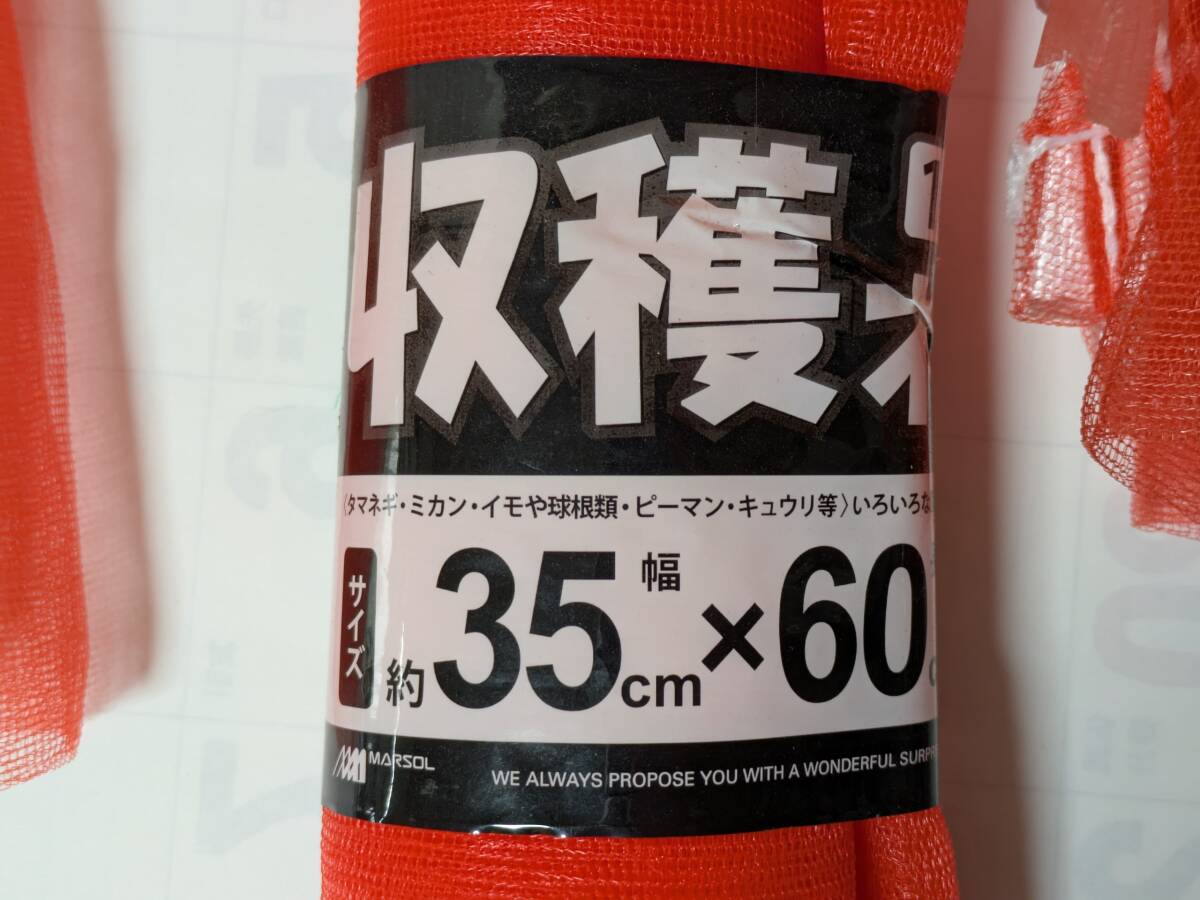 収穫
〈タマネギ・ミカン・イモや球根類・ピーマン・キュウリ等〉いろいろな
サイズ
約35cm
幅
×60
MARSOL
WE ALWAYS PROPOSE YOU WITH A WONDERFUL